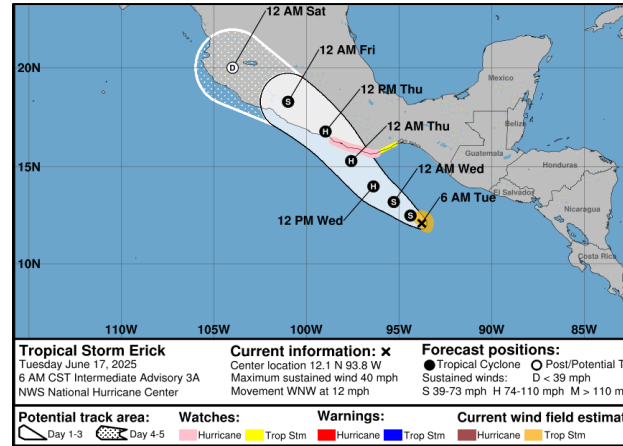 12 AM Sat
12 AM Fri
20N
Mexico
12 PM Thu
12 AM Thu
Belize
15N
12 AM Wed
Guatemala
Honduras
6 AM Tue
El Salvador
12 PM Wed
Nicaragua
Costa Rica
10N
D
S
H
H
H
S
S
110W 105W 100W 95W 90W 85W
Tropical Storm Erick
Tuesday June 17, 2025
6 AM CST Intermediate Advisory 3A
NWS National Hurricane Center
Current information: ×
Center location 12.1 N 93.8 W
Maximum sustained wind 40 mph
Movement WNW at 12 mph
Forecast positions:
Tropical Cyclone Post/Potential T
Sustained winds: D < 39 mph
S 39-73 mph H 74-110 mph M > 110 m
Potential track area:
Day 1-3 Day 4-5
Watches:
Hurricane Trop Stm
Warnings:
Hurricane Trop Stm
Current wind field estimat
Hurricane Trop Stm